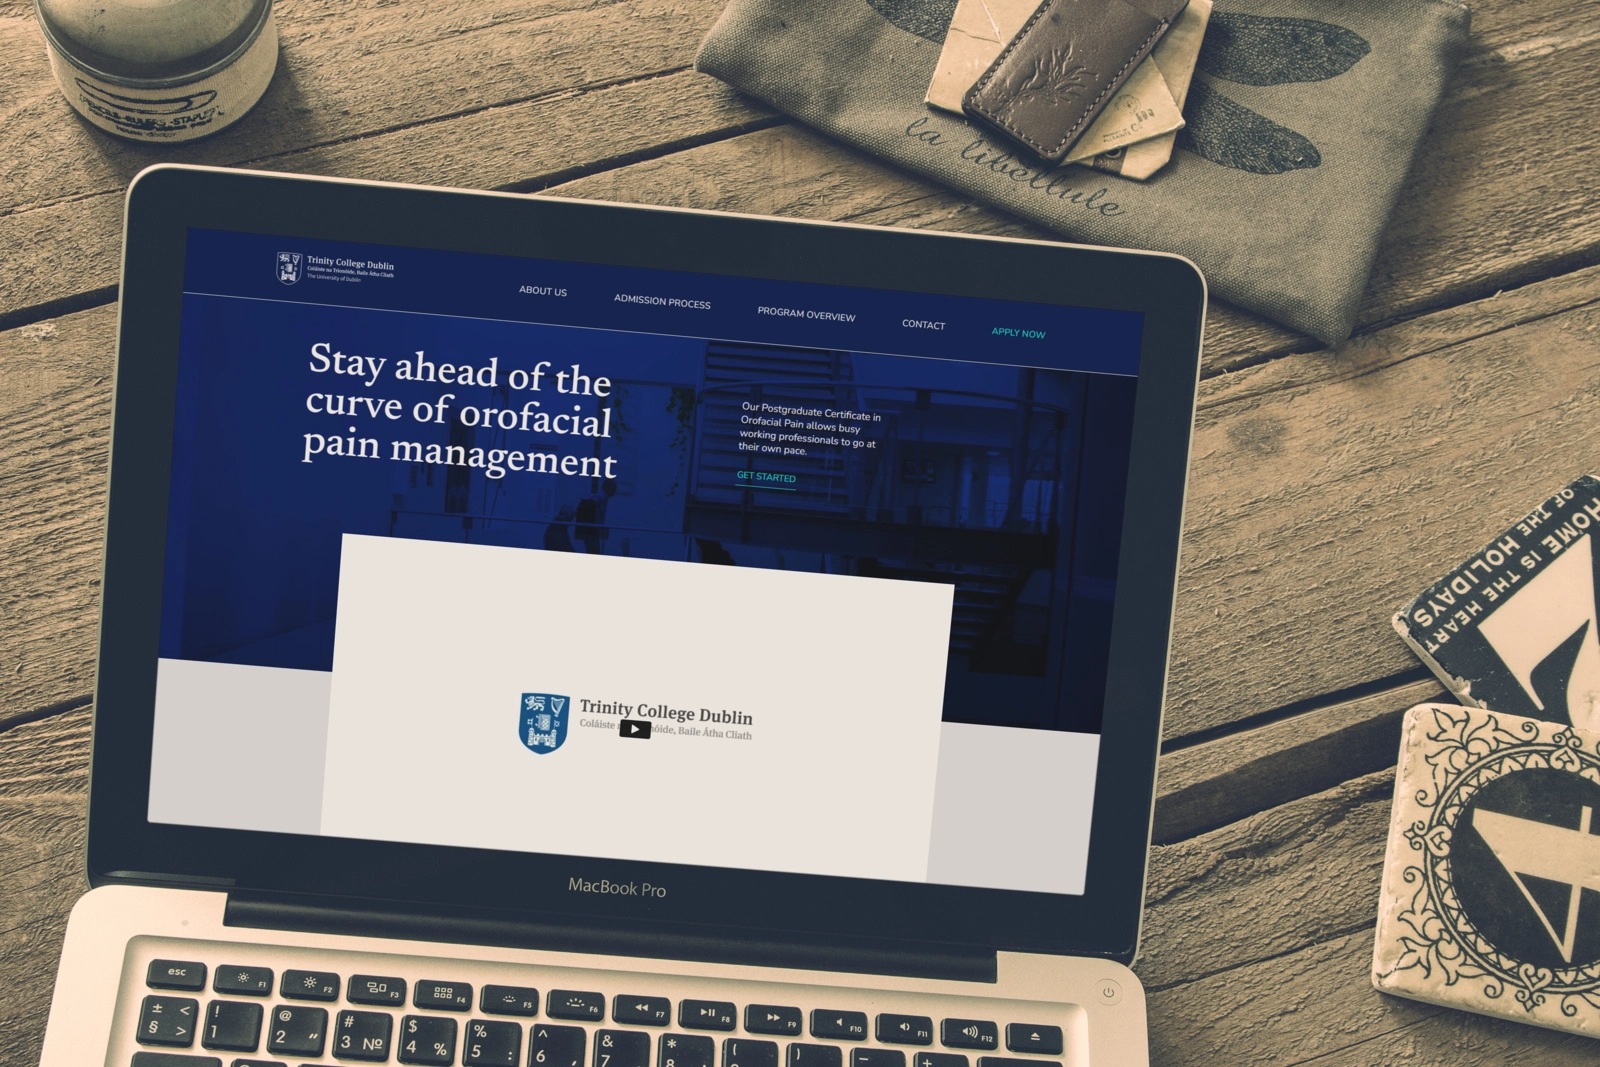 la libellule
Trinity College Dublin
Coláiste na Tríonóide, Baile Átha Cliath
The University of Dublin
ABOUT US
ADMISSION PROCESS
PROGRAM OVERVIEW
CONTACT
APPLY NOW
Stay ahead of the
curve of orofacial
pain management
Our Postgraduate Certificate in
Orofacial Pain allows busy
working professionals to go at
their own pace.
GET STARTED
Trinity College Dublin
Coláiste nóide, Baile Átha Cliath
HOME IS THE HEART
OF THE HOLIDAYS
MacBook Pro
esc F1 F2 F3 F4 F5 F6 F7 F8 F9 F10 F11 F12
± < ! @ # $ % ^ & * ( ) − +
§ > 1 2 “ 3 № 4 % 5 : 6 , 7 8